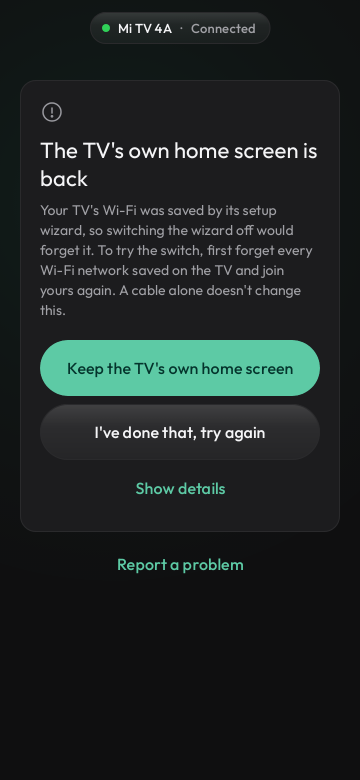 Mi TV 4A · Connected
The TV's own home screen is
back
Your TV's Wi-Fi was saved by its setup
wizard, so switching the wizard off would
forget it. To try the switch, first forget every
Wi-Fi network saved on the TV and join
yours again. A cable alone doesn't change
this.
Keep the TV's own home screen
I've done that, try again
Show details
Report a problem